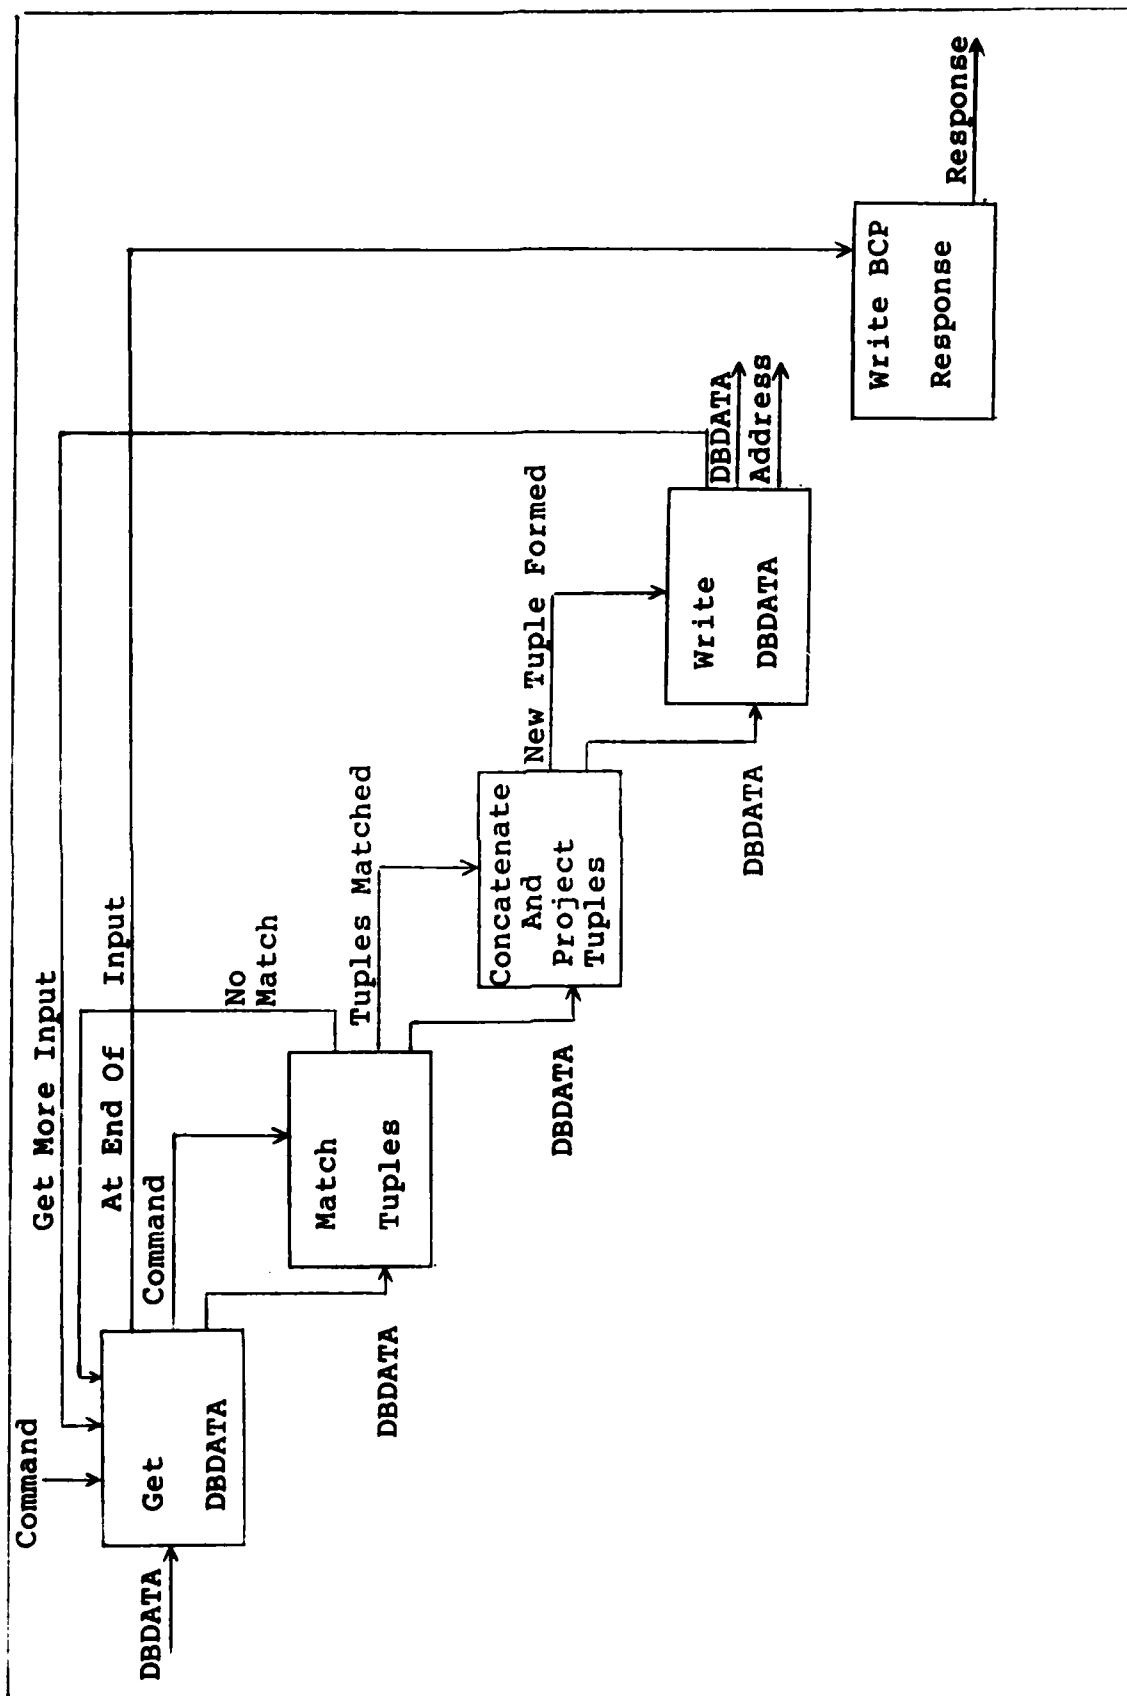 Command
Get More Input
At End Of Input
No
Match
Command
DBDATA
Get
DBDATA
DBDATA
Match
Tuples
Tuples Matched
DBDATA
Concatenate
And
Project
Tuples
New Tuple Formed
DBDATA
Write
DBDATA
DBDATA
Address
Write BCP
Response
Response